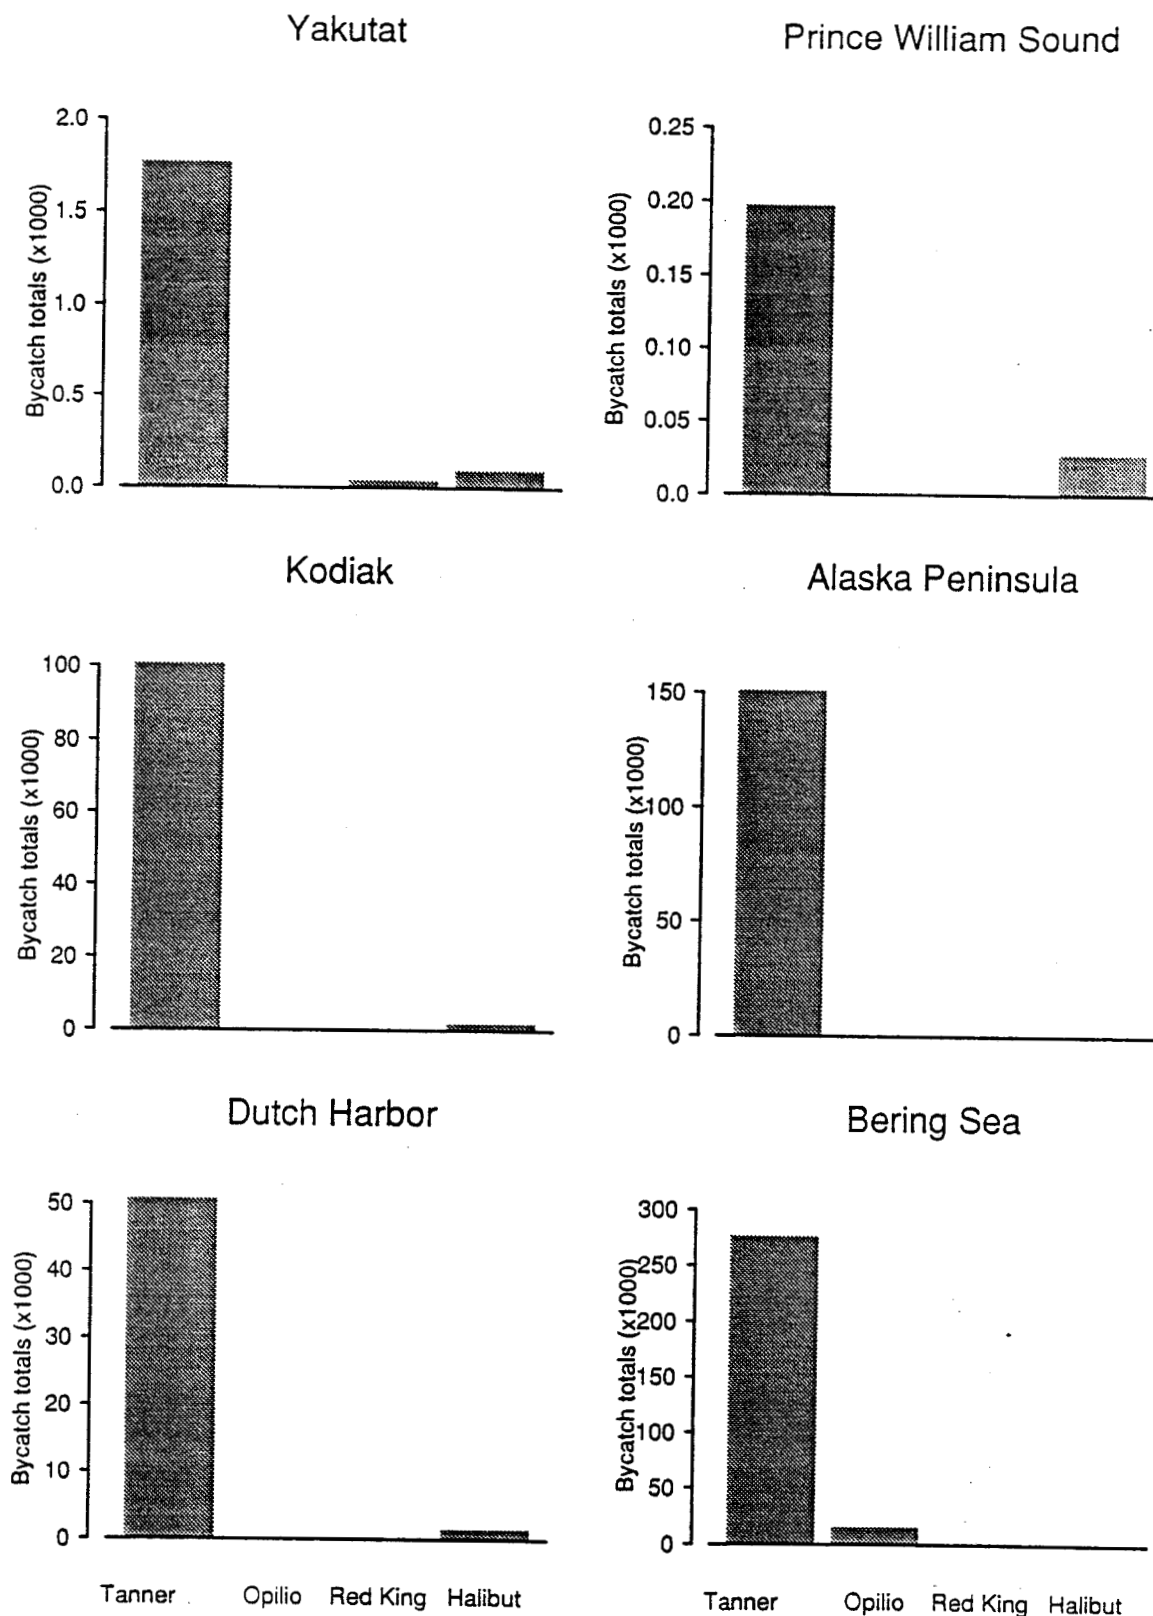 Yakutat
Prince William Sound
Bycatch totals (x1000)
2.0
1.5
1.0
0.5
0.0
Bycatch totals (x1000)
0.25
0.20
0.15
0.10
0.05
0.0
Kodiak
Alaska Peninsula
Bycatch totals (x1000)
100
80
60
40
20
0
Bycatch totals (x1000)
150
100
50
0
Dutch Harbor
Bering Sea
Bycatch totals (x1000)
50
40
30
20
10
0
Bycatch totals (x1000)
300
250
200
150
100
50
0
Tanner Opilio Red King Halibut
Tanner Opilio Red King Halibut